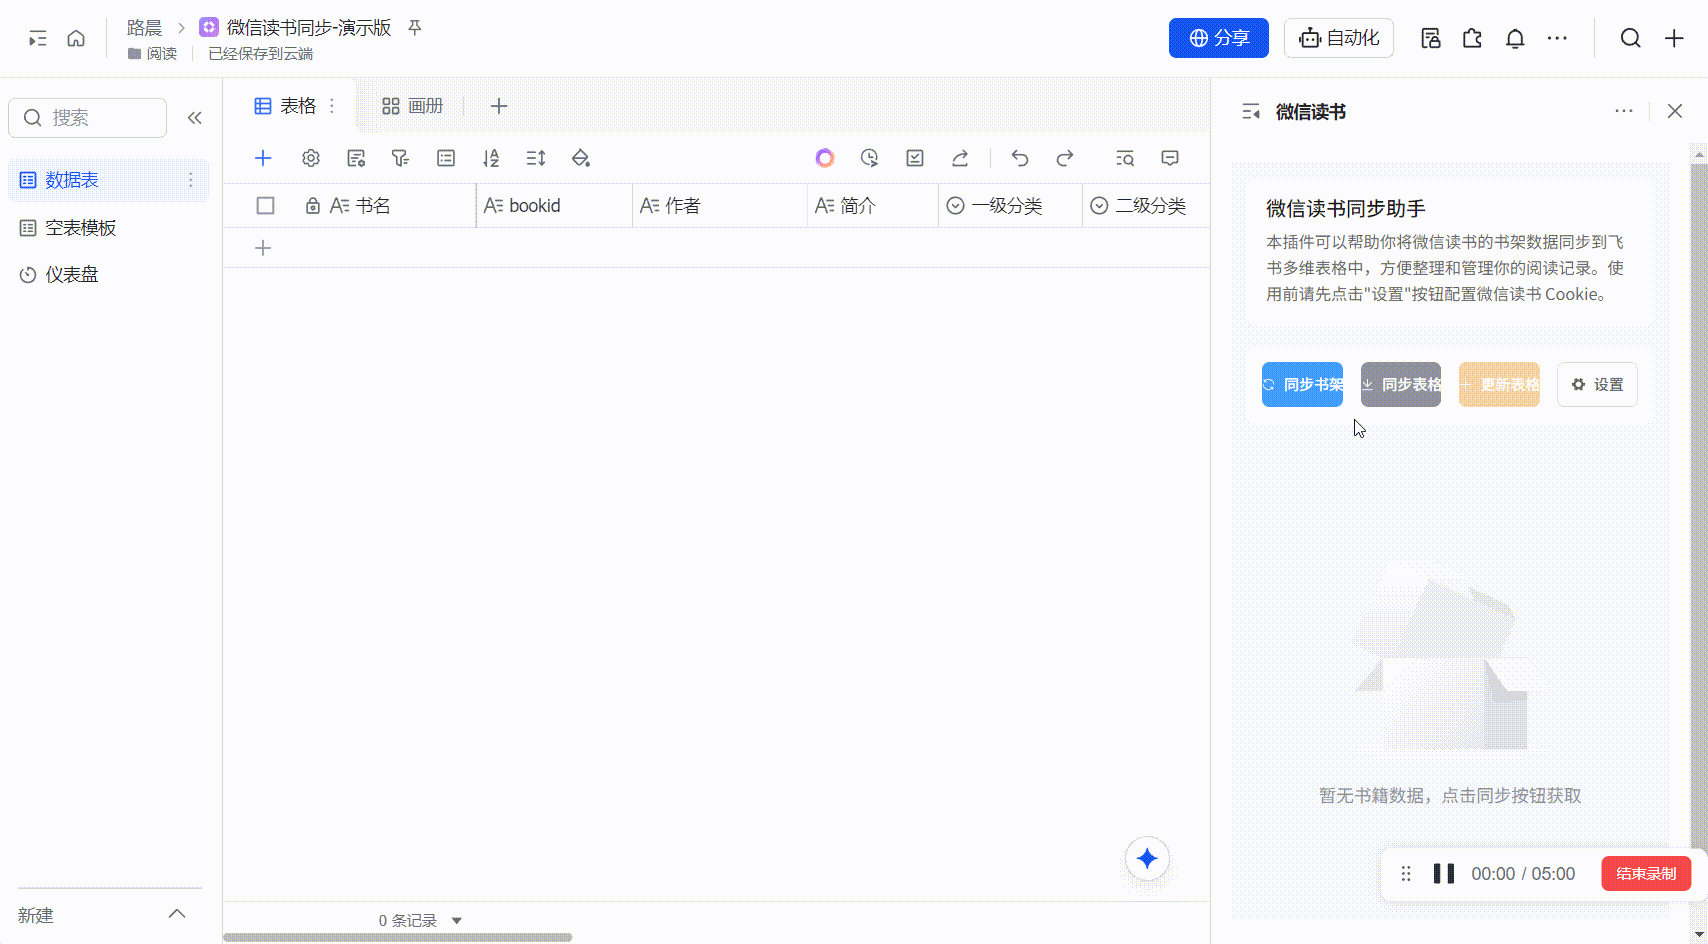 路晨
微信读书同步-演示版
阅读
已经保存到云端
分享
自动化
搜索
数据表
空表模板
仪表盘
新建
表格
画册
书名
bookid
作者
简介
一级分类
二级分类
0 条记录
微信读书
微信读书同步助手
本插件可以帮助你将微信读书的书架数据同步到飞
书多维表格中，方便整理和管理你的阅读记录。使
用前请先点击"设置"按钮配置微信读书 Cookie。
同步书架
同步表格
更新表格
设置
暂无书籍数据，点击同步按钮获取
00:00 / 05:00
结束录制